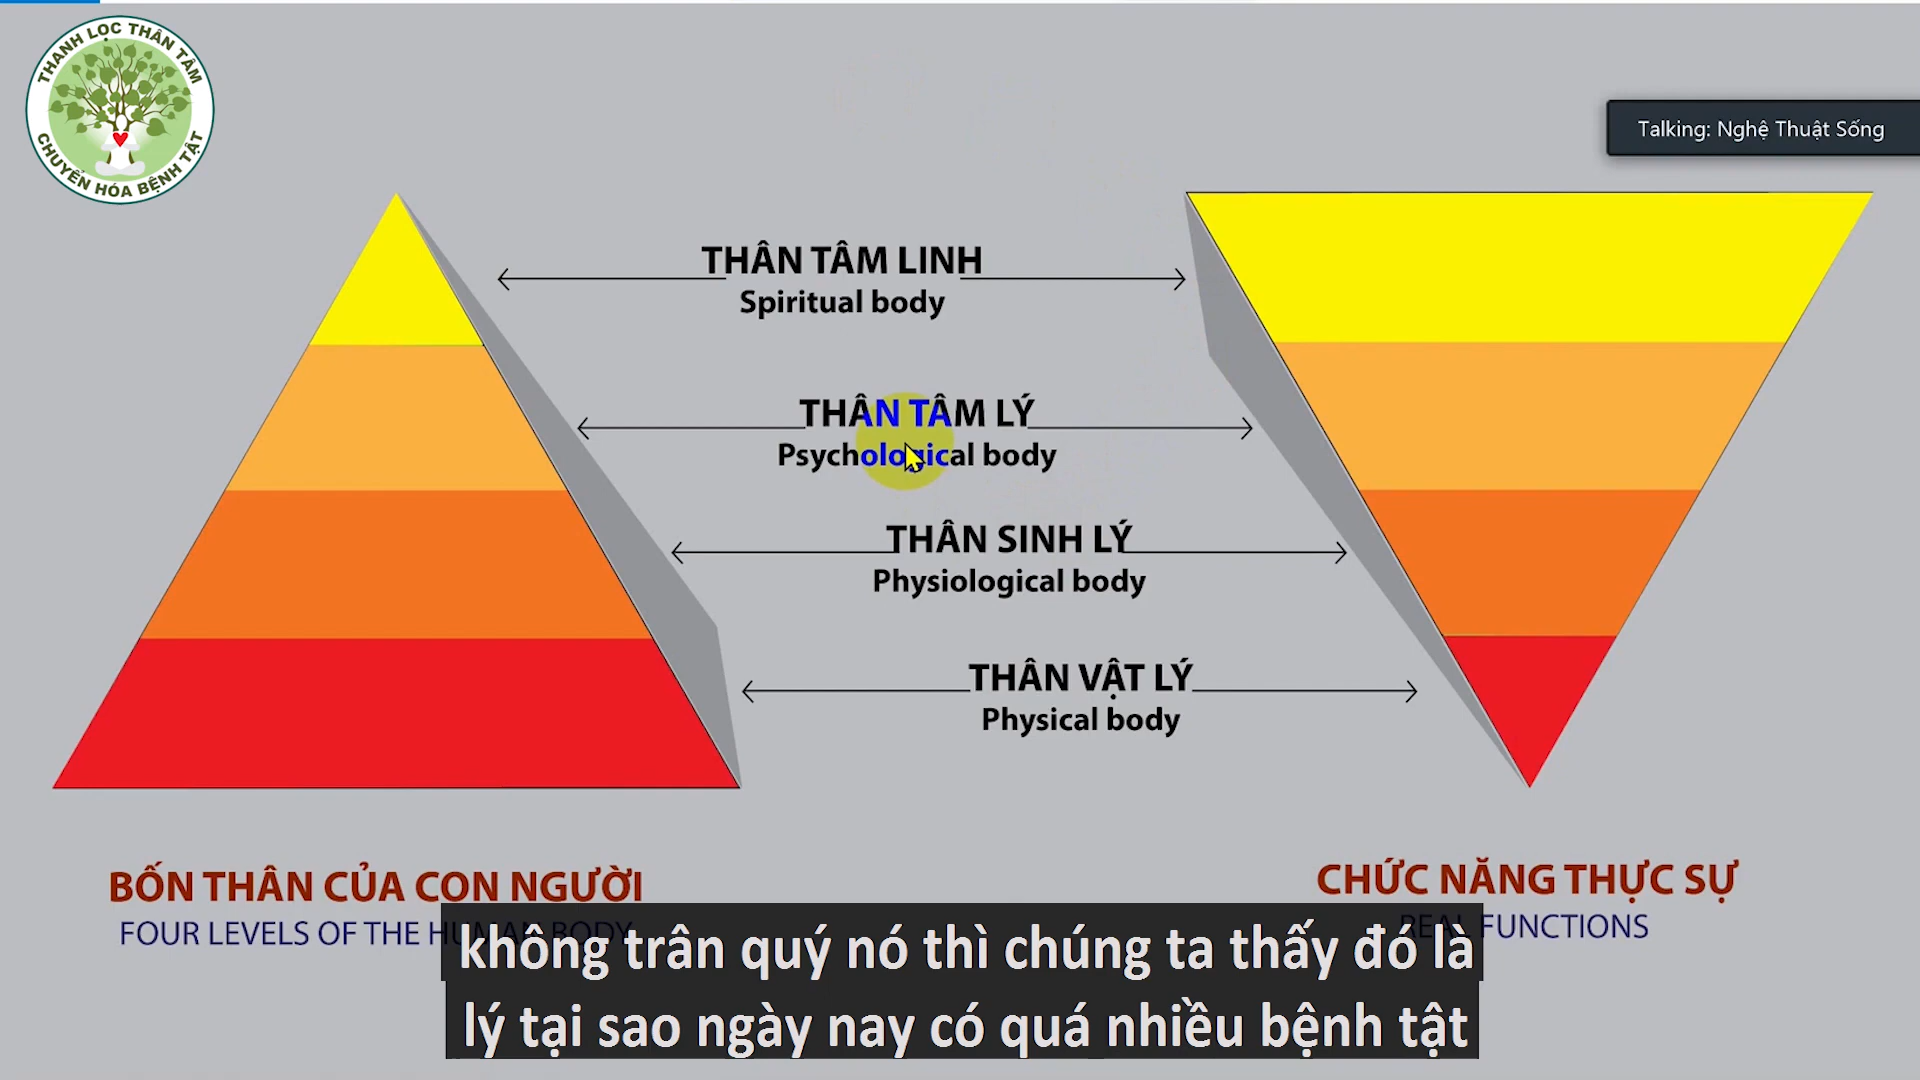 THANH LỌC THÂN TÂM
CHUYỂN HÓA BỆNH TẬT
Talking: Nghệ Thuật Sống
THÂN TÂM LINH
Spiritual body
THÂN TÂM LÝ
Psychological body
THÂN SINH LÝ
Physiological body
THÂN VẬT LÝ
Physical body
BỐN THÂN CỦA CON NGƯỜI
FOUR LEVELS OF THE HUMAN BODY
CHỨC NĂNG THỰC SỰ
REAL FUNCTIONS
không trân quý nó thì chúng ta thấy đó là
lý tại sao ngày nay có quá nhiều bệnh tật